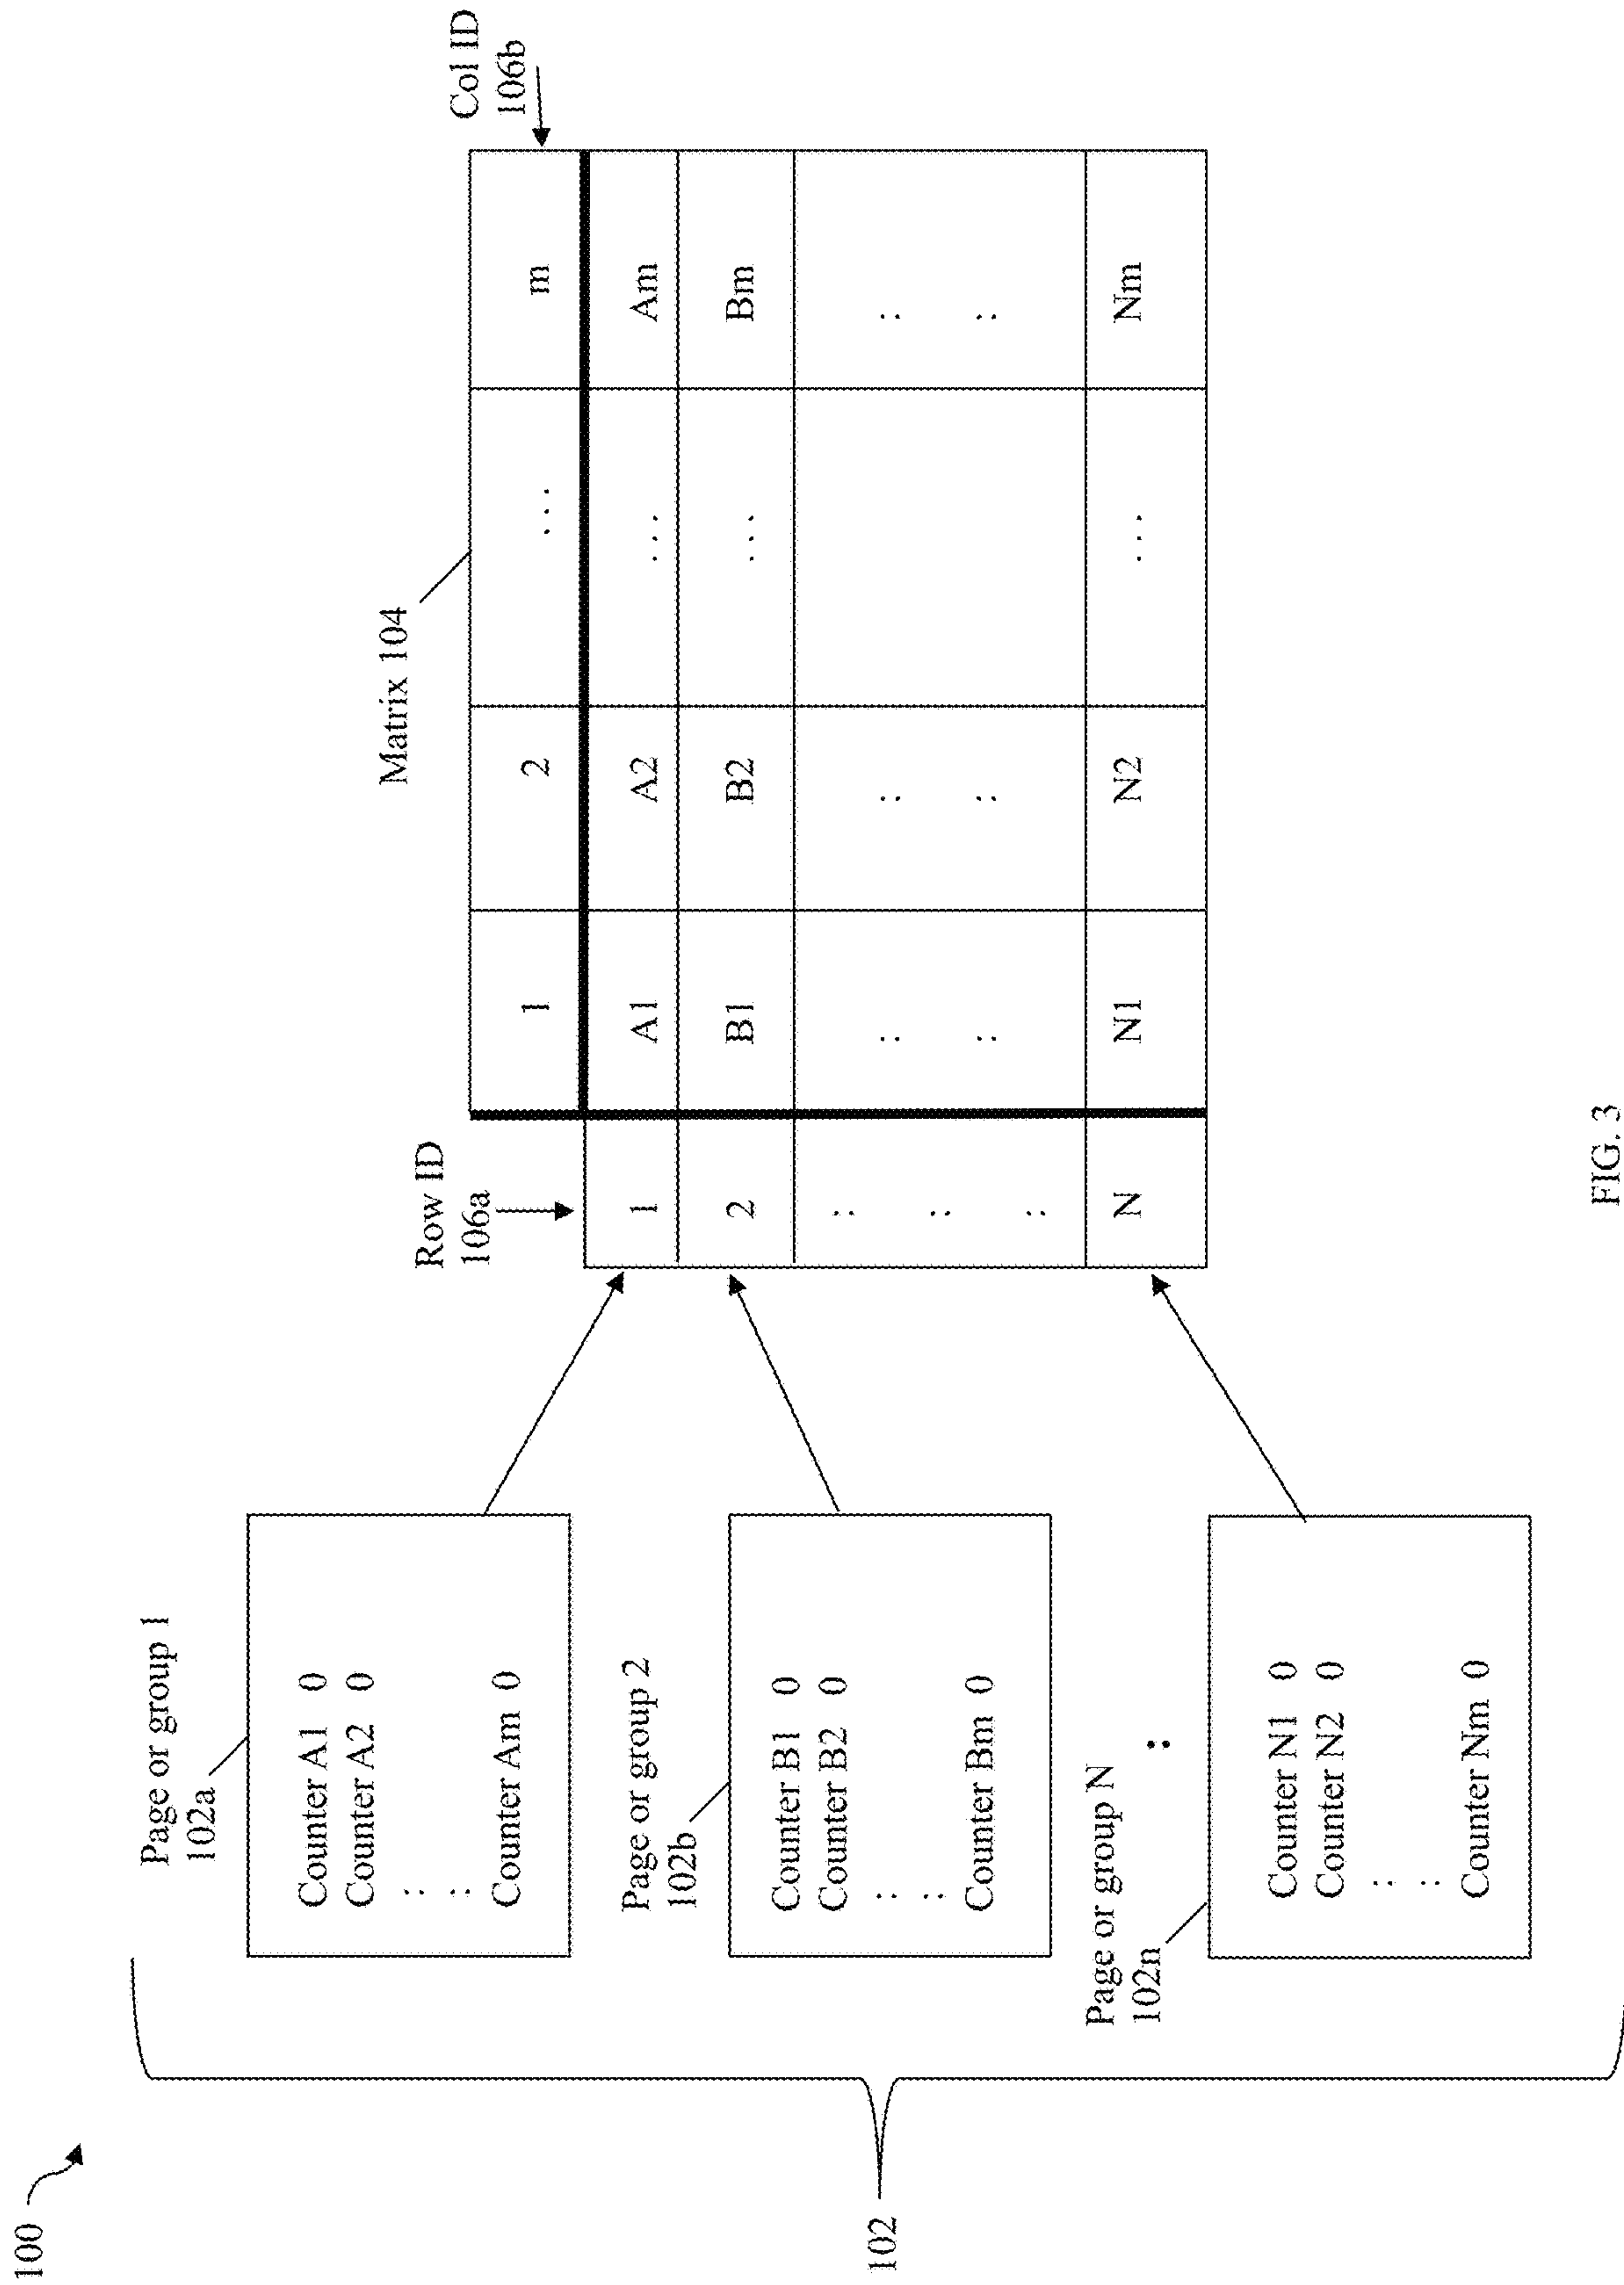 100
102
Page or group 1
102a
Counter A1 0
Counter A2 0
:
:
Counter Am 0
Page or group 2
102b
Counter B1 0
Counter B2 0
:
:
Counter Bm 0
:
Page or group N
102n
Counter N1 0
Counter N2 0
:
:
Counter Nm 0
Matrix 104
Row ID
106a
Col ID
106b
1 2 ... m
1 A1 A2 ... Am
2 B1 B2 ... Bm
: : : :
: : : :
:
N N1 N2 ... Nm
FIG. 3